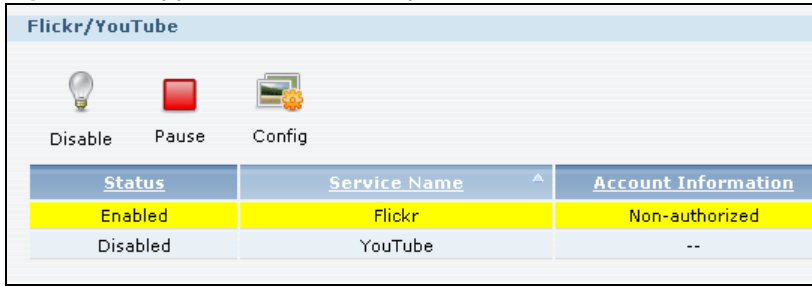 Flickr/YouTube
Disable Pause Config
Status Service Name Account Information
Enabled Flickr Non-authorized
Disabled YouTube --